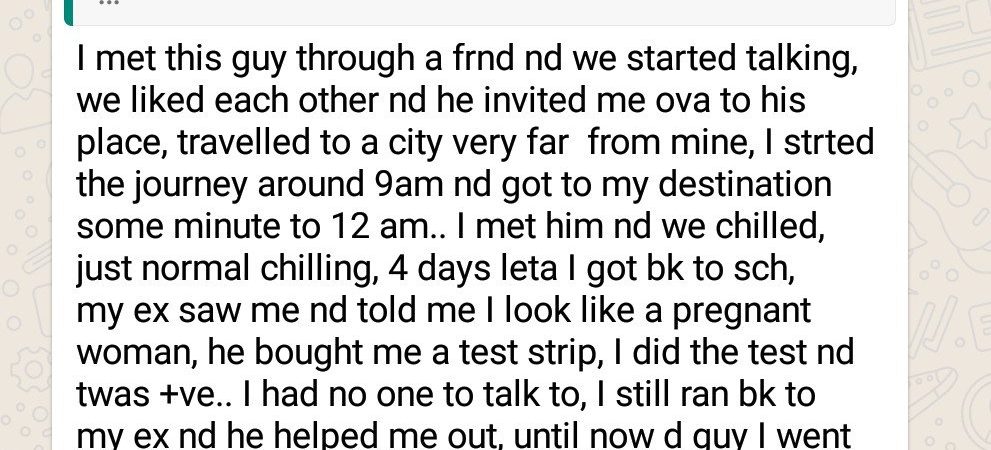 ...
I met this guy through a frnd nd we started talking,
we liked each other nd he invited me ova to his
place, travelled to a city very far  from mine, I strted
the journey around 9am nd got to my destination
some minute to 12 am.. I met him nd we chilled,
just normal chilling, 4 days leta I got bk to sch,
my ex saw me nd told me I look like a pregnant
woman, he bought me a test strip, I did the test nd
twas +ve.. I had no one to talk to, I still ran bk to
my ex nd he helped me out, until now d guy I went